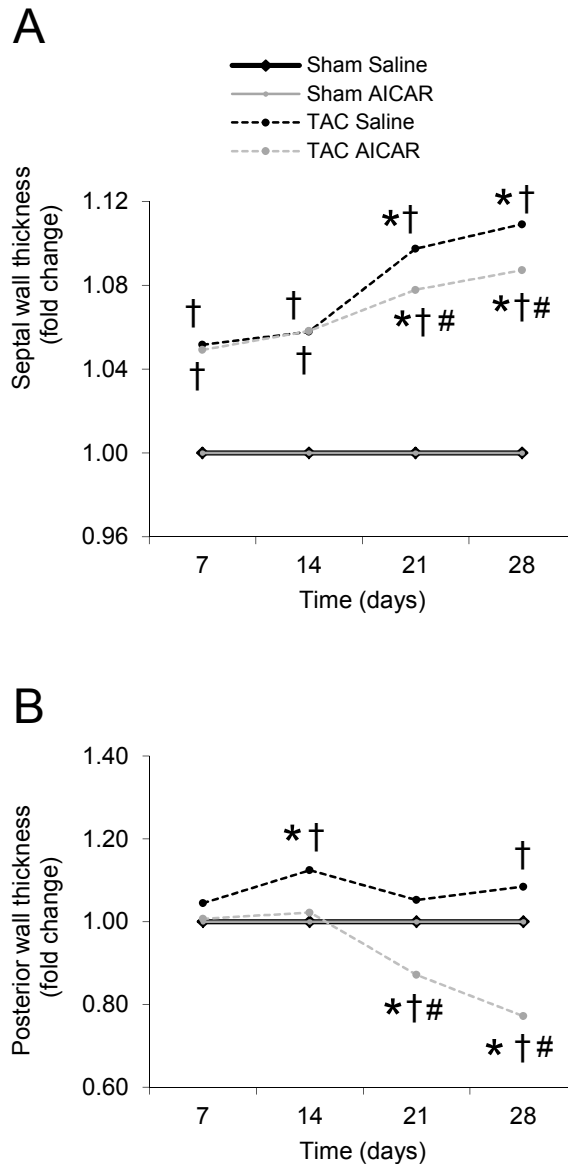 A
Sham Saline
Sham AICAR
TAC Saline
TAC AICAR
Septal wall thickness
(fold change)
1.12
1.08
1.04
1.00
0.96
*†
*†
†
†
*†#
*†#
†
†
7 14 21 28
Time (days)
B
Posterior wall thickness
(fold change)
1.40
1.20
1.00
0.80
0.60
*†
†
*†#
*†#
7 14 21 28
Time (days)